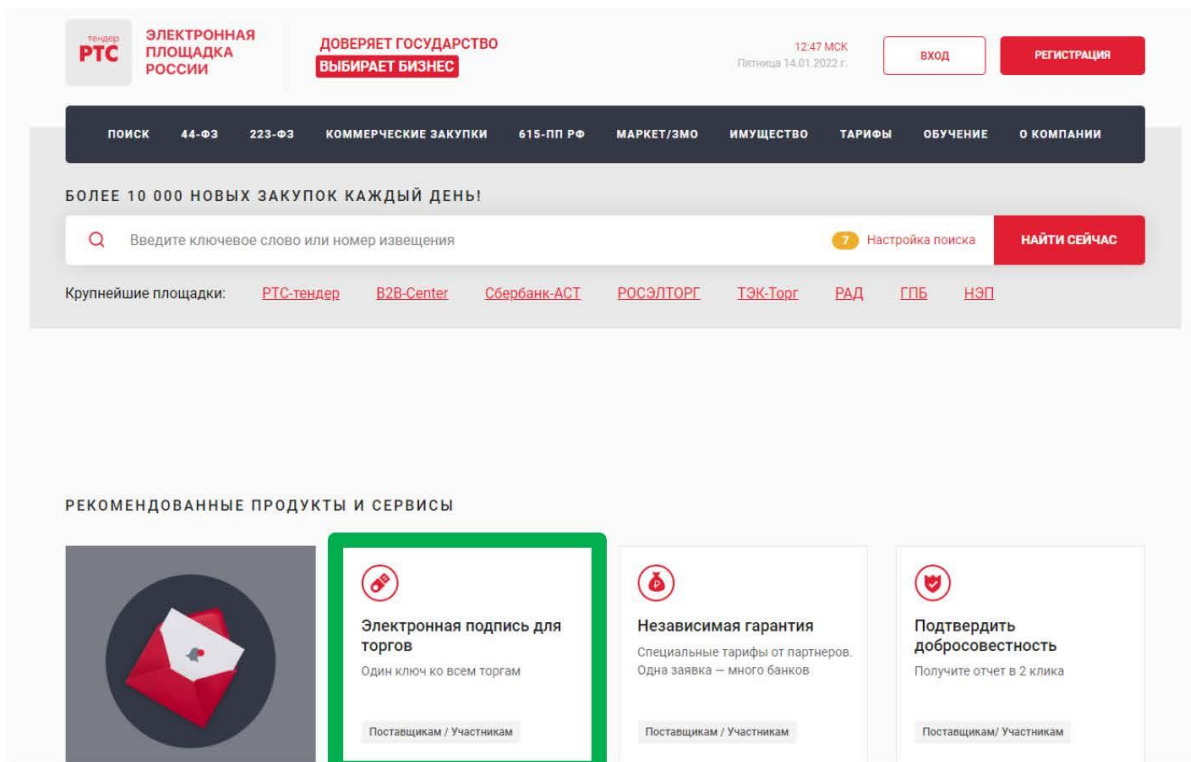 тендер
РТС
ЭЛЕКТРОННАЯ
ПЛОЩАДКА
РОССИИ
ДОВЕРЯЕТ ГОСУДАРСТВО
ВЫБИРАЕТ БИЗНЕС
12:47 МСК
Пятница 14.01.2022 г.
ВХОД
РЕГИСТРАЦИЯ
ПОИСК 44-ФЗ 223-ФЗ КОММЕРЧЕСКИЕ ЗАКУПКИ 615-ПП РФ МАРКЕТ/ЗМО ИМУЩЕСТВО ТАРИФЫ ОБУЧЕНИЕ О КОМПАНИИ
БОЛЕЕ 10 000 НОВЫХ ЗАКУПОК КАЖДЫЙ ДЕНЬ!
Введите ключевое слово или номер извещения 7 Настройка поиска НАЙТИ СЕЙЧАС
Крупнейшие площадки: РТС-тендер B2B-Center Сбербанк-АСТ РОСЭЛТОРГ ТЭК-Торг РАД ГПБ НЭП
РЕКОМЕНДОВАННЫЕ ПРОДУКТЫ И СЕРВИСЫ
Электронная подпись для
торгов
Один ключ ко всем торгам
Поставщикам / Участникам
Независимая гарантия
Специальные тарифы от партнеров.
Одна заявка — много банков
Поставщикам / Участникам
Подтвердить
добросовестность
Получите отчет в 2 клика
Поставщикам/ Участникам